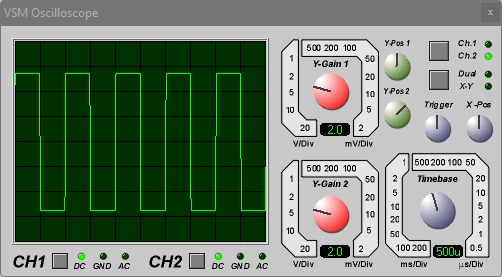 VSM Oscilloscope
500 200 100
Y-Gain 1
1
2
5
10
20
50
20
10
5
2
2.0
V/Div
mV/Div
Y-Pos 1
Y-Pos2
Ch.1
Ch.2
Dual
X-Y
Trigger
X -Pos
500 200 100
Y-Gain 2
1
2
5
10
20
50
20
10
5
2
2.0
V/Div
mV/Div
500 200 100 50
Timebase
1
2
5
10
20
50
100 200
20
10
5
2
1
0.5
500u
ms/Div
µs/Div
CH1
DC
GND
AC
CH2
DC
GND
AC